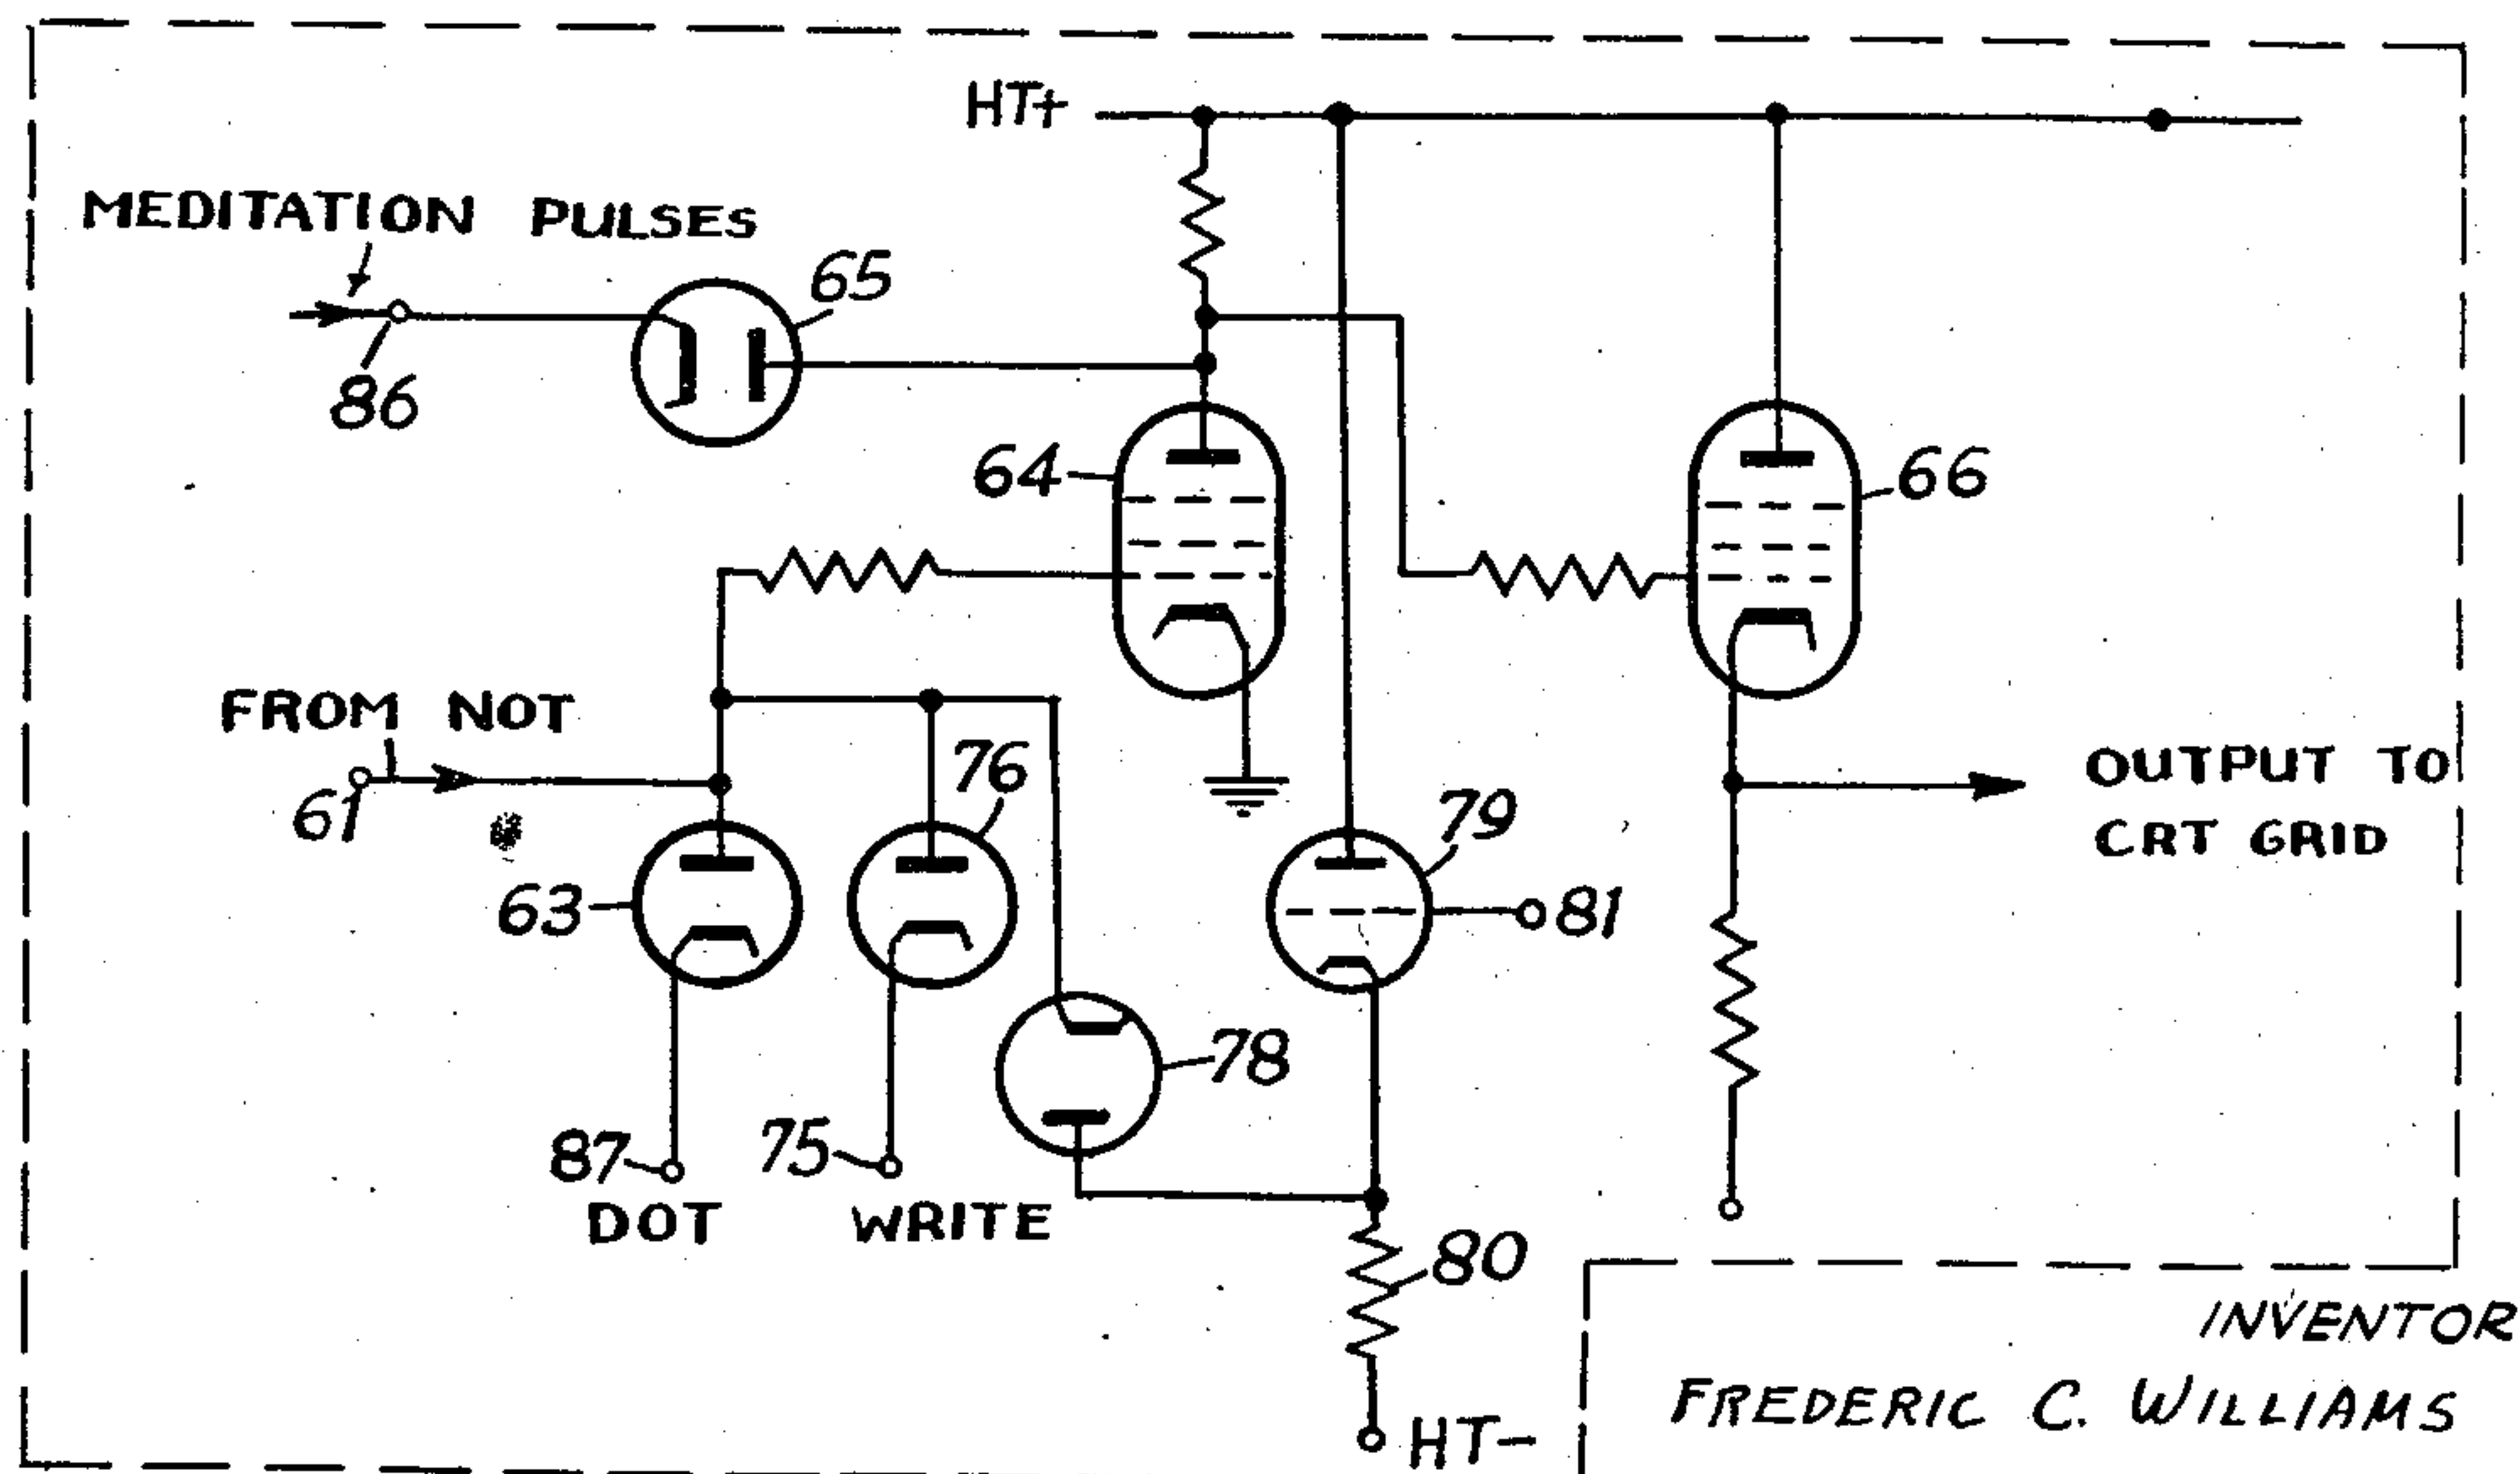 HT+
MEDITATION PULSES
65
86
64
66
FROM NOT
61
76
79
OUTPUT TO
CRT GRID
63
81
78
87
75
DOT
WRITE
80
HT-
INVENTOR
FREDERIC C. WILLIAMS